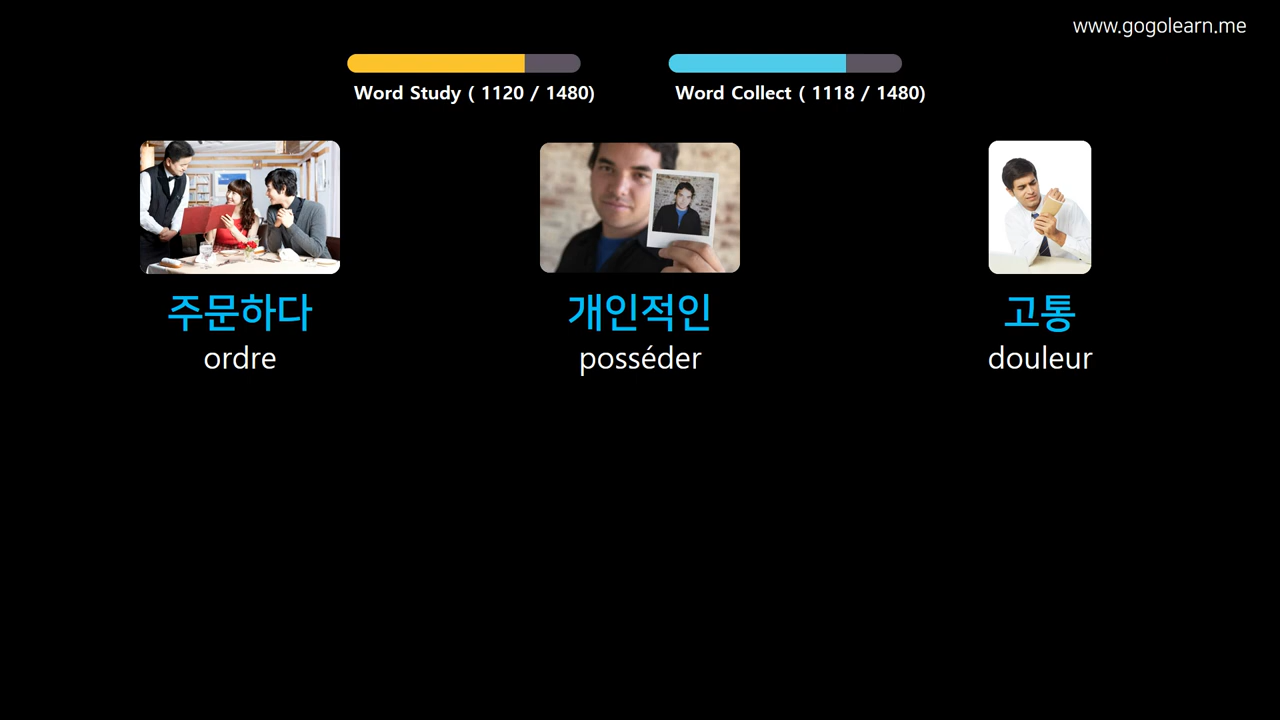 www.gogolearn.me
Word Study ( 1120 / 1480)
Word Collect ( 1118 / 1480)
주문하다
ordre
개인적인
posséder
고통
douleur